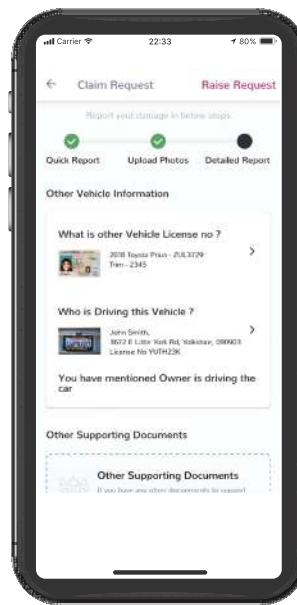 Carrier 22:33 80%
Claim Request Raise Request
Report your damage in below steps
Quick Report Upload Photos Detailed Report
Other Vehicle Information
What is other Vehicle License no ?
2018 Toyota Prius - ZUL3729
Trim - 2345
Who is Driving this Vehicle ?
John Smith,
3672 E Little York Rd, Yolkshire, 090903
License No YUTH23K
You have mentioned Owner is driving the
car
Other Supporting Documents
Other Supporting Documents
If you have any other documents to support